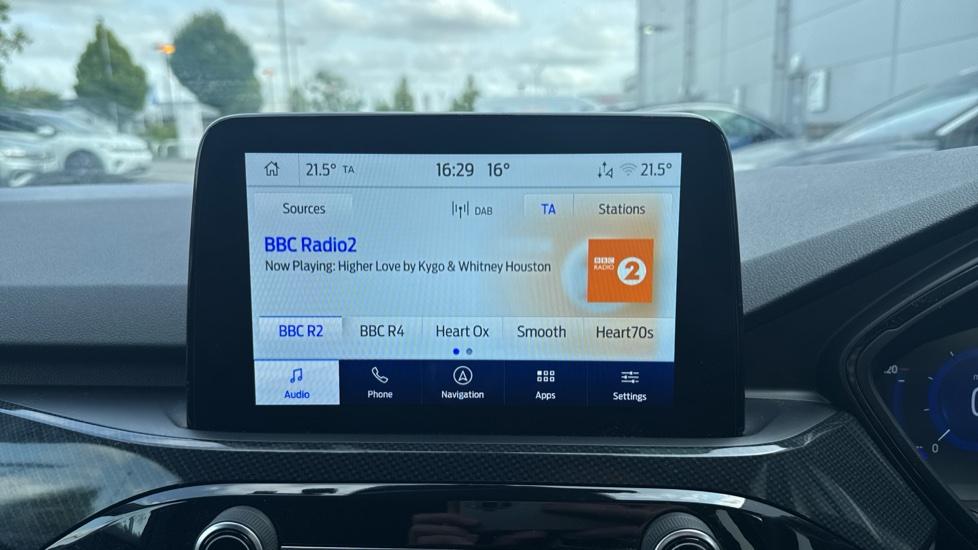 21.5° TA 16:29 16° 21.5°
Sources DAB TA Stations
BBC Radio2
Now Playing: Higher Love by Kygo & Whitney Houston
BBC
RADIO 2
BBC R2 BBC R4 Heart Ox Smooth Heart70s
Audio Phone Navigation Apps Settings
20
0